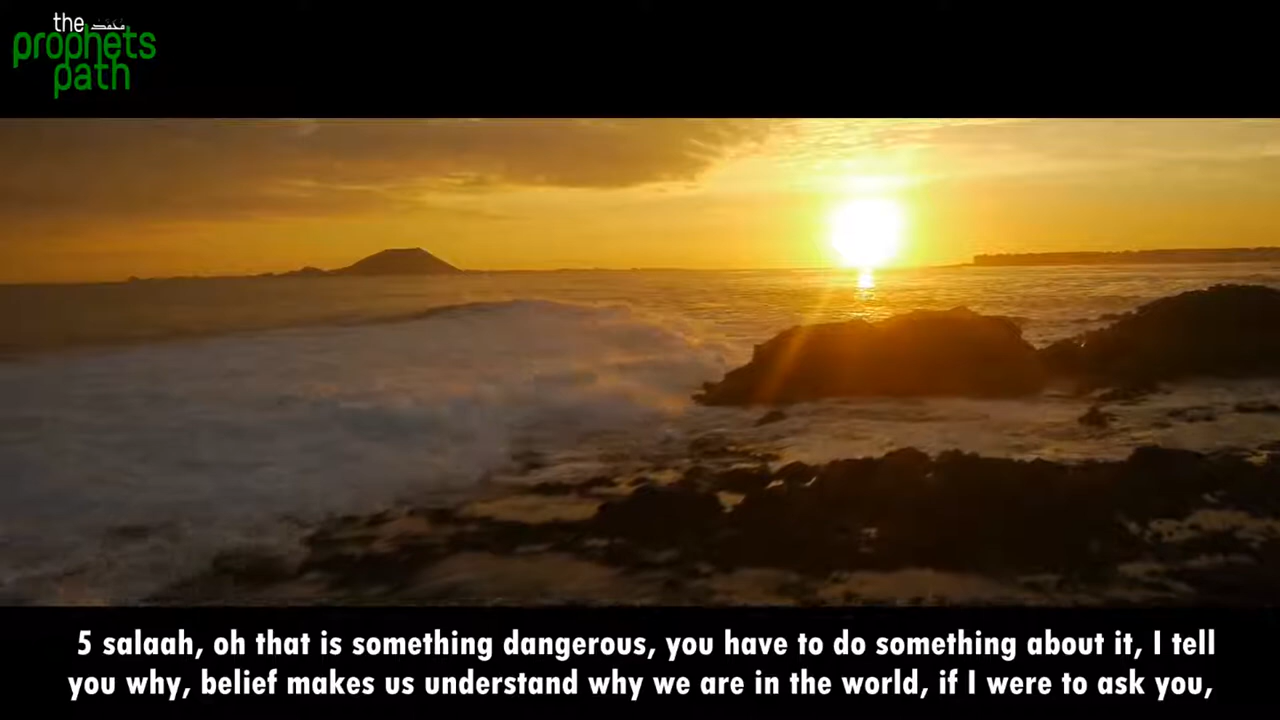 the محمد
prophets
path
5 salaah, oh that is something dangerous, you have to do something about it, I tell
you why, belief makes us understand why we are in the world, if I were to ask you,